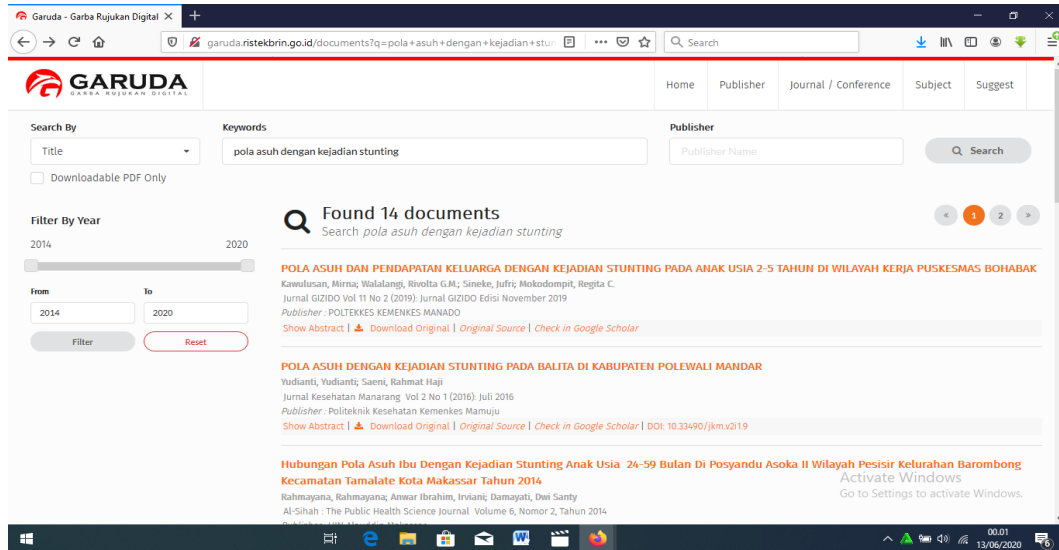 Garuda - Garba Rujukan Digital
garuda.ristekbrin.go.id/documents?q=pola+asuh+dengan+kejadian+stun
Search
GARUDA
GARBA RUJUKAN DIGITAL
Home Publisher Journal / Conference Subject Suggest
Search By Keywords Publisher
Title pola asuh dengan kejadian stunting Publisher Name Search
Downloadable PDF Only
Filter By Year
2014 2020
From To
2014 2020
Filter Reset
Found 14 documents
Search pola asuh dengan kejadian stunting
« 1 2 »
POLA ASUH DAN PENDAPATAN KELUARGA DENGAN KEJADIAN STUNTING PADA ANAK USIA 2-5 TAHUN DI WILAYAH KERJA PUSKESMAS BOHABAK
Kawulusan, Mirna; Walalangi, Rivolta G.M.; Sineke, Jufri; Mokodompit, Regita C.
Jurnal GIZIDO Vol 11 No 2 (2019): Jurnal GIZIDO Edisi November 2019
Publisher : POLTEKKES KEMENKES MANADO
Show Abstract | Download Original | Original Source | Check in Google Scholar
POLA ASUH DENGAN KEJADIAN STUNTING PADA BALITA DI KABUPATEN POLEWALI MANDAR
Yudianti, Yudianti; Saeni, Rahmat Haji
Jurnal Kesehatan Manarang Vol 2 No 1 (2016): Juli 2016
Publisher : Politeknik Kesehatan Kemenkes Mamuju
Show Abstract | Download Original | Original Source | Check in Google Scholar | DOI: 10.33490/jkm.v2i1.9
Hubungan Pola Asuh Ibu Dengan Kejadian Stunting Anak Usia 24-59 Bulan Di Posyandu Asoka II Wilayah Pesisir Kelurahan Barombong
Kecamatan Tamalate Kota Makassar Tahun 2014
Rahmayana, Rahmayana; Anwar Ibrahim, Irviani; Damayati, Dwi Santy
Al-Sihah : The Public Health Science Journal Volume 6, Nomor 2, Tahun 2014
Publisher : UIN Alauddin Makassar
Activate Windows
Go to Settings to activate Windows.
00.01
13/06/2020